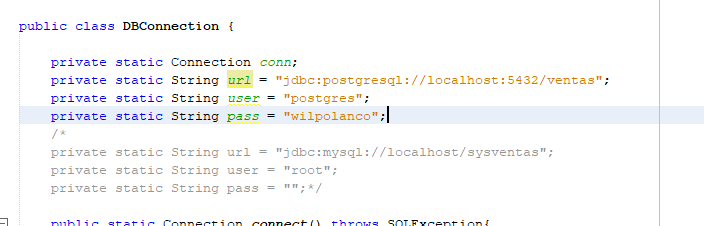 public class DBConnection {
private static Connection conn;
private static String url = "jdbc:postgresql://localhost:5432/ventas";
private static String user = "postgres";
private static String pass = "wilpolanco";
/*
private static String url = "jdbc:mysql://localhost/sysventas";
private static String user = "root";
private static String pass = "";*/
public static Connection connect() throws SQLException{